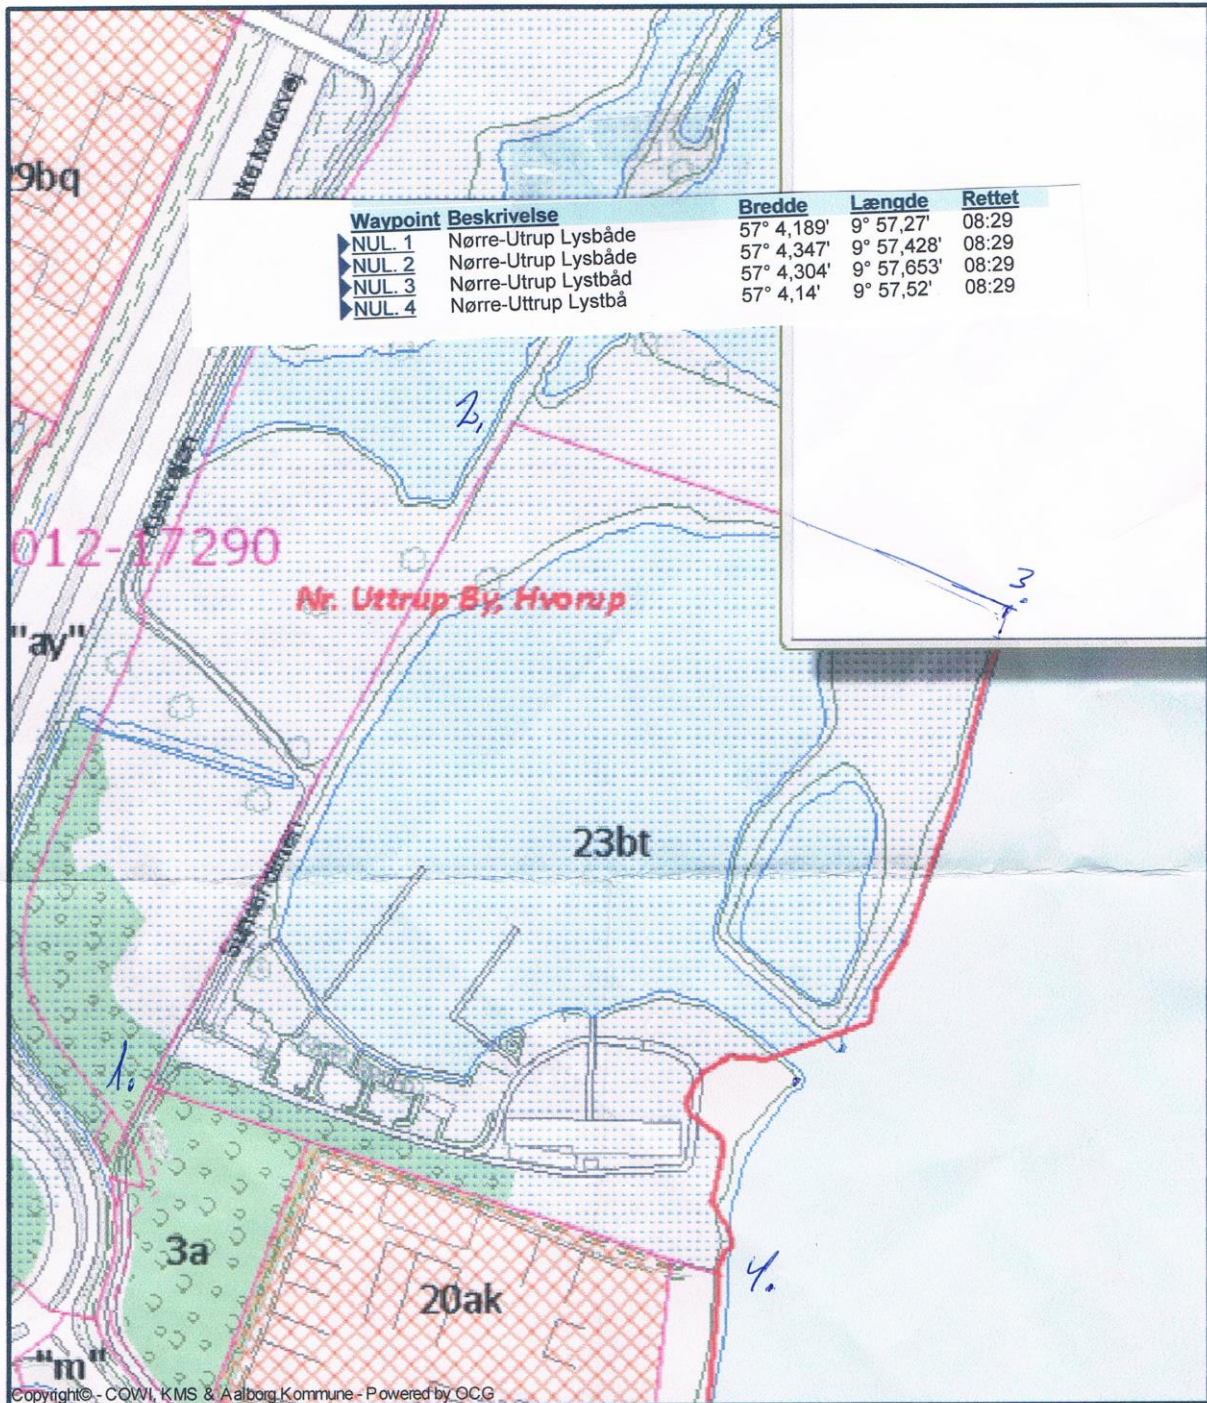 9bq
Waypoint Beskrivelse Bredde Længde Rettet
NUL. 1 Nørre-Utrup Lysbåde 57° 4,189' 9° 57,27' 08:29
NUL. 2 Nørre-Utrup Lysbåde 57° 4,347' 9° 57,428' 08:29
NUL. 3 Nørre-Utrup Lystbåd 57° 4,304' 9° 57,653' 08:29
NUL. 4 Nørre-Uttrup Lystbå 57° 4,14' 9° 57,52' 08:29
2.
012-17290
Nr. Uttrup By, Hvorup
3.
"ay"
23bt
1.
3a
20ak
4.
"m"
Copyright© - COWI, KMS & Aalborg Kommune - Powered by OCG